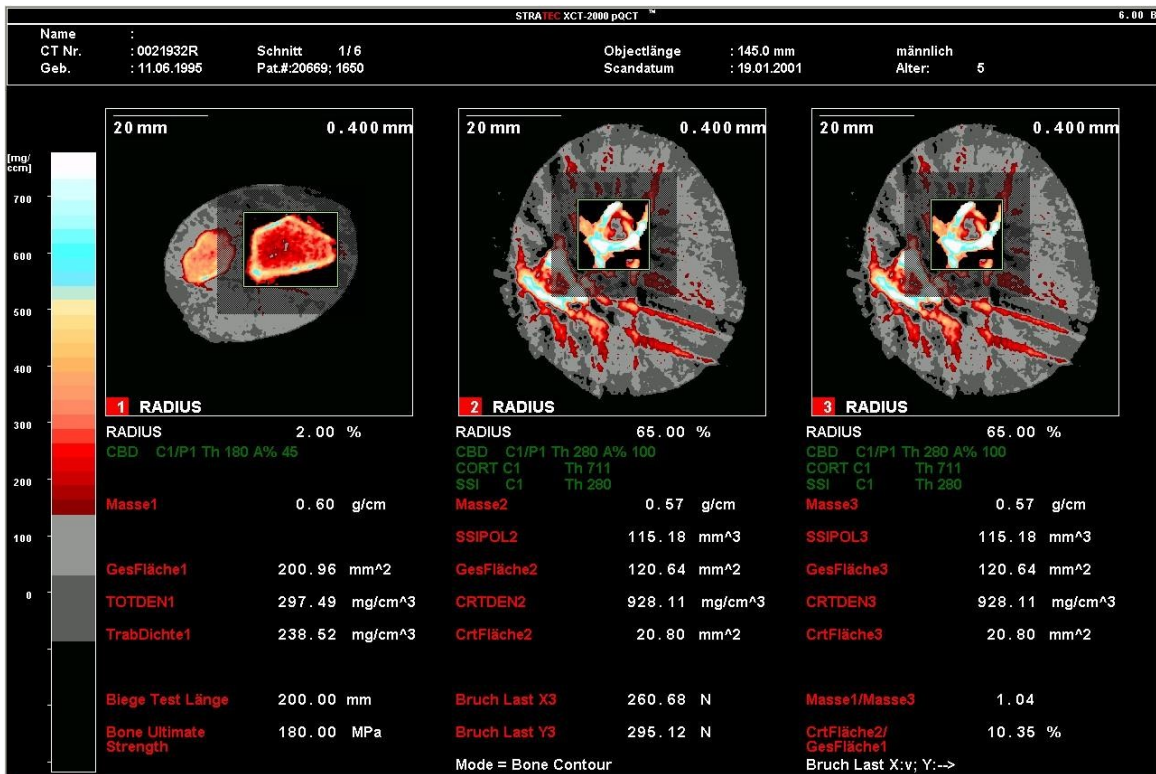 STRATEC XCT-2000 pQCT ™ 6.00 B
Name :
CT Nr. : 0021932R Schnitt 1/6 Objectlänge : 145.0 mm männlich
Geb. : 11.06.1995 Pat.#:20669; 1650 Scandatum : 19.01.2001 Alter: 5
20 mm 0.400 mm 20 mm 0.400 mm 20 mm 0.400 mm
[mg/
ccm]
700
600
500
400
300
200
100
0
1 RADIUS 2 RADIUS 3 RADIUS
RADIUS 2.00 % RADIUS 65.00 % RADIUS 65.00 %
CBD C1/P1 Th 180 A% 45 CBD C1/P1 Th 280 A% 100 CBD C1/P1 Th 280 A% 100
CORT C1 Th 711 CORT C1 Th 711
SSI C1 Th 280 SSI C1 Th 280
Masse1 0.60 g/cm Masse2 0.57 g/cm Masse3 0.57 g/cm
SSIPOL2 115.18 mm^3 SSIPOL3 115.18 mm^3
GesFläche1 200.96 mm^2 GesFläche2 120.64 mm^2 GesFläche3 120.64 mm^2
TOTDEN1 297.49 mg/cm^3 CRTDEN2 928.11 mg/cm^3 CRTDEN3 928.11 mg/cm^3
TrabDichte1 238.52 mg/cm^3 CrtFläche2 20.80 mm^2 CrtFläche3 20.80 mm^2
Biege Test Länge 200.00 mm Bruch Last X3 260.68 N Masse1/Masse3 1.04
Bone Ultimate 180.00 MPa Bruch Last Y3 295.12 N CrtFläche2/ 10.35 %
Strength GesFläche1
Mode = Bone Contour Bruch Last X:v; Y:-->